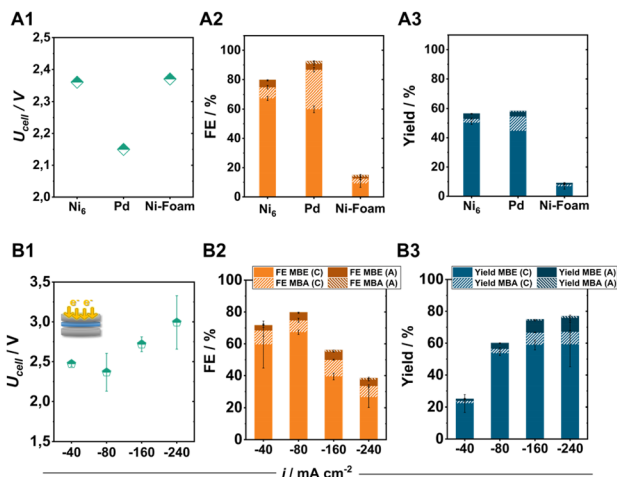 A1
A2
A3
2,4
2,3
2,2
2,1
2,0
U_cell / V
Ni₆
Pd
Ni-Foam
100
80
60
40
20
0
FE / %
Ni₆
Pd
Ni-Foam
100
80
60
40
20
0
Yield / %
Ni₆
Pd
Ni-Foam
B1
B2
B3
3,5
3,0
2,5
2,0
1,5
U_cell / V
e⁻
e⁻
-40
-80
-160
-240
FE MBE (C)
FE MBE (A)
FE MBA (C)
FE MBA (A)
100
80
60
40
20
0
FE / %
-40
-80
-160
-240
Yield MBE (C)
Yield MBE (A)
Yield MBA (C)
Yield MBA (A)
100
80
60
40
20
0
Yield / %
-40
-80
-160
-240
i / mA cm⁻²